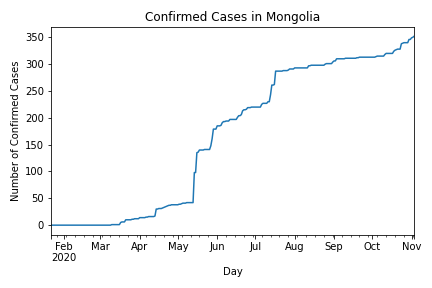 Confirmed Cases in Mongolia
Number of Confirmed Cases
350
300
250
200
150
100
50
0
Feb Mar Apr May Jun Jul Aug Sep Oct Nov
2020
Day